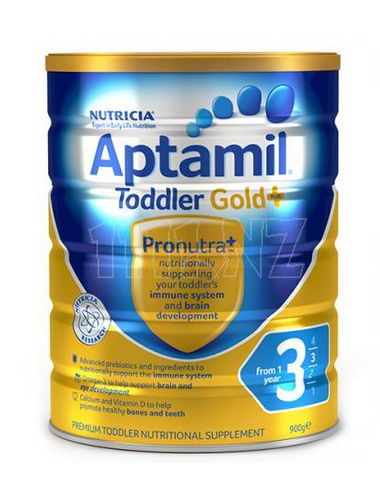 NUTRICIA
Expert in Early Life Nutrition
Aptamil®
Toddler Gold+
PLUS
Pronutra+
nutritionally
supporting
your toddler's
immune system
and brain
development
NUTRICIA
RESEARCH
Advanced prebiotics and ingredients to
nutritionally support the immune system
Omega-3 to help support brain and
eye development
Calcium and Vitamin D to help
promote healthy bones and teeth
from 1
year
3
4
3
2
1
PREMIUM TODDLER NUTRITIONAL SUPPLEMENT
900g℮